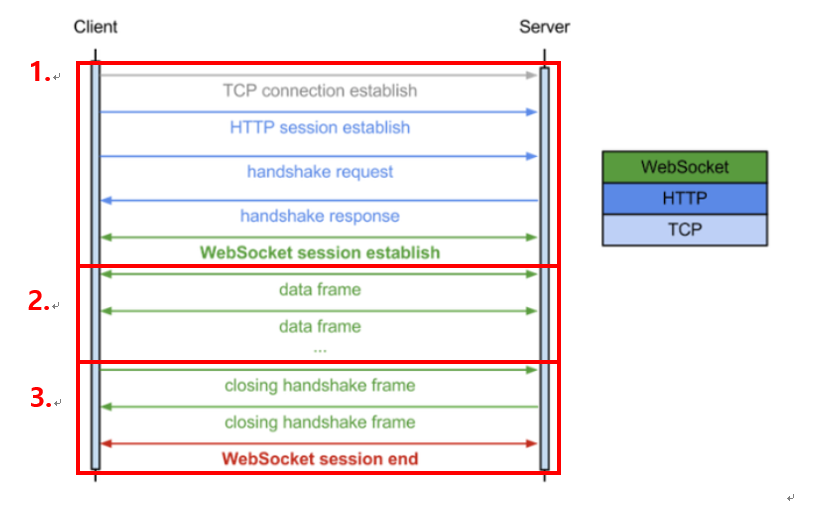 Client
Server
1.
TCP connection establish
HTTP session establish
handshake request
handshake response
WebSocket session establish
WebSocket
HTTP
TCP
2.
data frame
data frame
...
3.
closing handshake frame
closing handshake frame
WebSocket session end